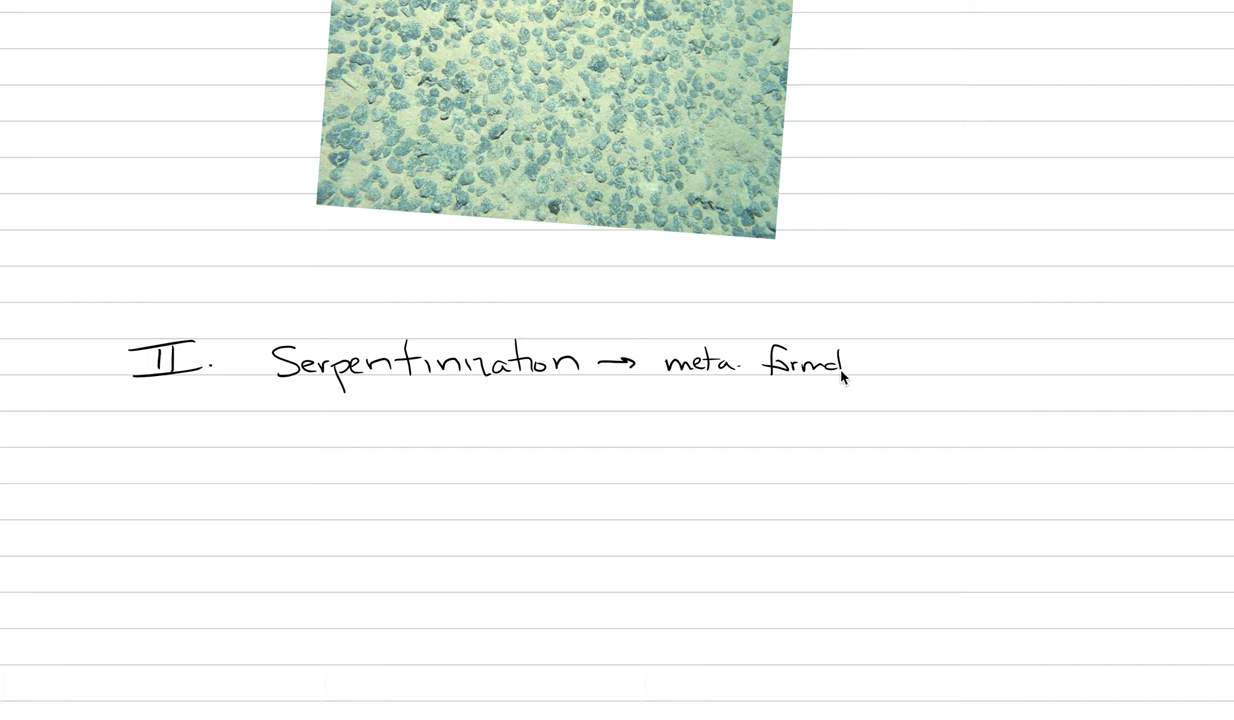 II. Serpentinization → meta. formed